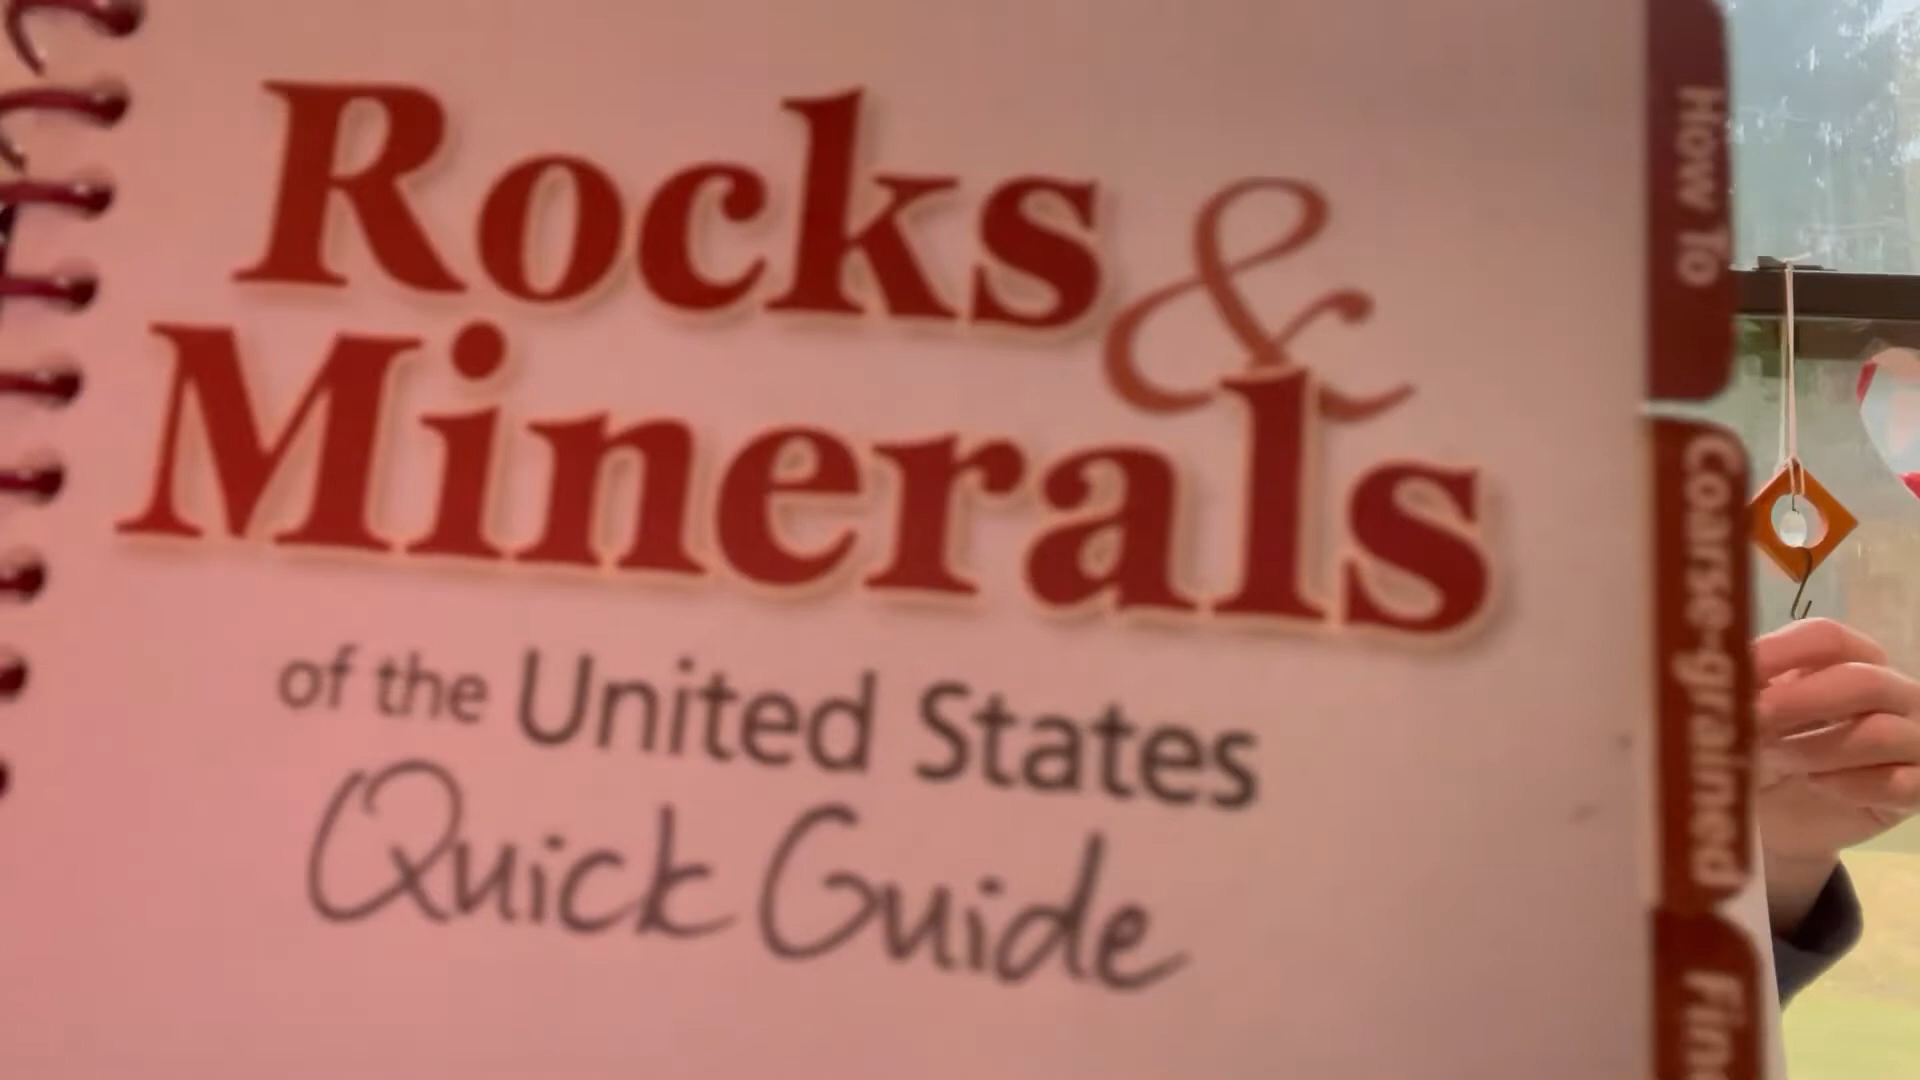 Rocks &
Minerals
of the United States
Quick Guide
How To
Coarse-grained